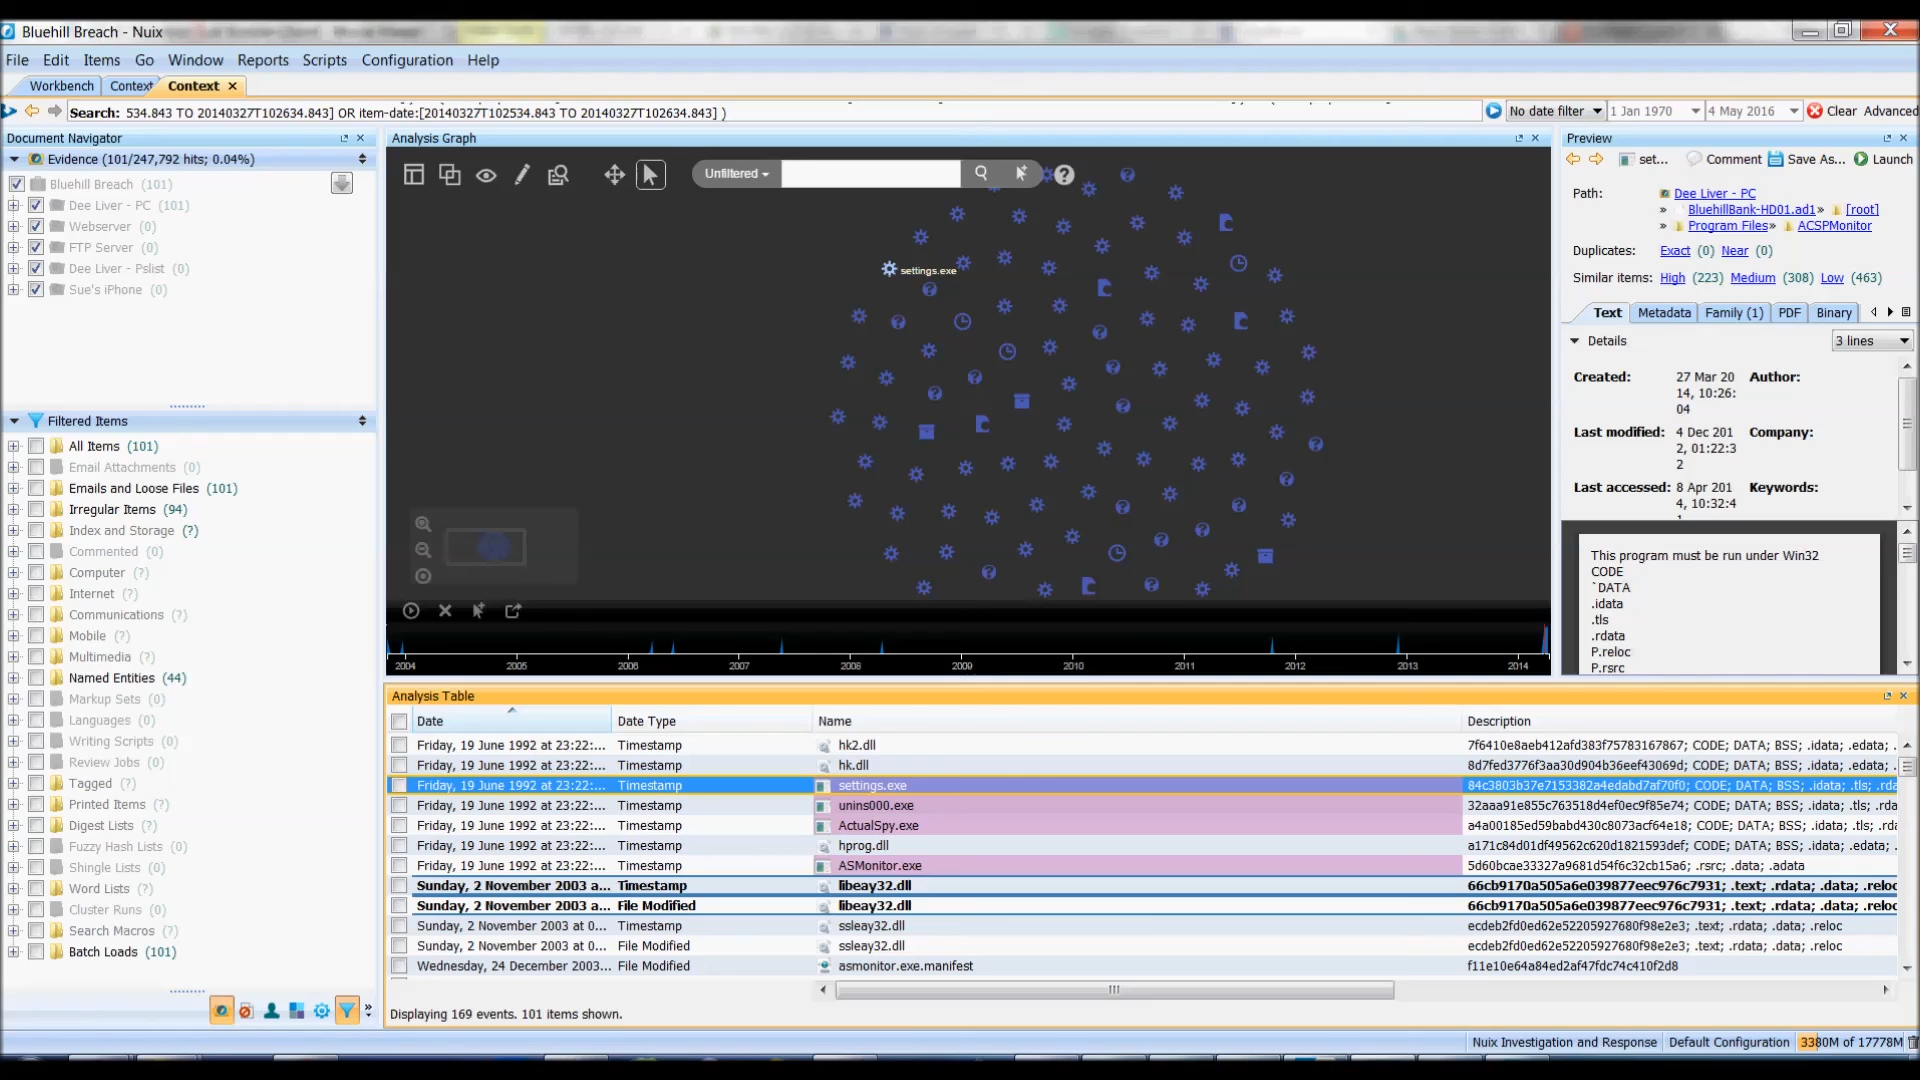 Bluehill Breach - Nuix
File Edit Items Go Window Reports Scripts Configuration Help
Workbench Context Context
Search: 534.843 TO 20140327T102634.843] OR item-date:[20140327T102534.843 TO 20140327T102634.843] )
No date filter 1 Jan 1970 4 May 2016 Clear Advanced
Document Navigator
Evidence (101/247,792 hits; 0.04%)
Bluehill Breach (101)
Dee Liver - PC (101)
Webserver (0)
FTP Server (0)
Dee Liver - Pslist (0)
Sue's iPhone (0)
Filtered Items
All Items (101)
Email Attachments (0)
Emails and Loose Files (101)
Irregular Items (94)
Index and Storage (?)
Commented (0)
Computer (?)
Internet (?)
Communications (?)
Mobile (?)
Multimedia (?)
Named Entities (44)
Markup Sets (0)
Languages (0)
Writing Scripts (?)
Review Jobs (0)
Tagged (?)
Printed Items (?)
Digest Lists (?)
Fuzzy Hash Lists (?)
Shingle Lists (?)
Word Lists (?)
Cluster Runs (?)
Search Macros (?)
Batch Loads (101)
Analysis Graph
Unfiltered
settings.exe
2004 2005 2006 2007 2008 2009 2010 2011 2012 2013 2014
Preview
set... Comment Save As... Launch
Path: Dee Liver - PC
» BluehillBank-HD01.ad1» [root]
» Program Files» ACSPMonitor
Duplicates: Exact (0) Near (0)
Similar items: High (223) Medium (308) Low (463)
Text Metadata Family (1) PDF Binary
Details 3 lines
Created: 27 Mar 20 Author:
14, 10:26:
04
Last modified: 4 Dec 201 Company:
2, 01:22:3
2
Last accessed: 8 Apr 201 Keywords:
4, 10:32:4
This program must be run under Win32
CODE
`DATA
.idata
.tls
.rdata
P.reloc
P.rsrc
Analysis Table
Date Date Type Name Description
Friday, 19 June 1992 at 23:22:... Timestamp hk2.dll 7f6410e8aeb412afd383f75783167867; CODE; DATA; BSS; .idata; .edata; .
Friday, 19 June 1992 at 23:22:... Timestamp hk.dll 8d7fed3776f3aa30d904b36eef43069d; CODE; DATA; BSS; .idata; .edata; .
Friday, 19 June 1992 at 23:22:... Timestamp settings.exe 84c3803b37e7153382a4edabd7af70f0; CODE; DATA; BSS; .idata; .tls; .rda
Friday, 19 June 1992 at 23:22:... Timestamp unins000.exe 32aaa91e855c763518d4ef0ec9f85e74; CODE; DATA; BSS; .idata; .tls; .rda
Friday, 19 June 1992 at 23:22:... Timestamp ActualSpy.exe a4a00185ed59babd430c8073acf64e18; CODE; DATA; BSS; .idata; .tls; .rda
Friday, 19 June 1992 at 23:22:... Timestamp hprog.dll a171c84d01df49562c620d1821593def; CODE; DATA; BSS; .idata; .edata; .
Friday, 19 June 1992 at 23:22:... Timestamp ASMonitor.exe 5d60bcae33327a9681d54f6c32cb15a6; .rsrc; .data; .adata
Sunday, 2 November 2003 a... Timestamp libeay32.dll 66cb9170a505a6e039877eec976c7931; .text; .rdata; .data; .reloc
Sunday, 2 November 2003 a... File Modified libeay32.dll 66cb9170a505a6e039877eec976c7931; .text; .rdata; .data; .reloc
Sunday, 2 November 2003 at 0... Timestamp ssleay32.dll ecdeb2fd0ed62e52205927680f98e2e3; .text; .rdata; .data; .reloc
Sunday, 2 November 2003 at 0... File Modified ssleay32.dll ecdeb2fd0ed62e52205927680f98e2e3; .text; .rdata; .data; .reloc
Wednesday, 24 December 2003... File Modified asmonitor.exe.manifest f11e10e64a84ed2af47fdc74c410f2d8
Displaying 169 events. 101 items shown.
Nuix Investigation and Response Default Configuration 3380M of 17778M